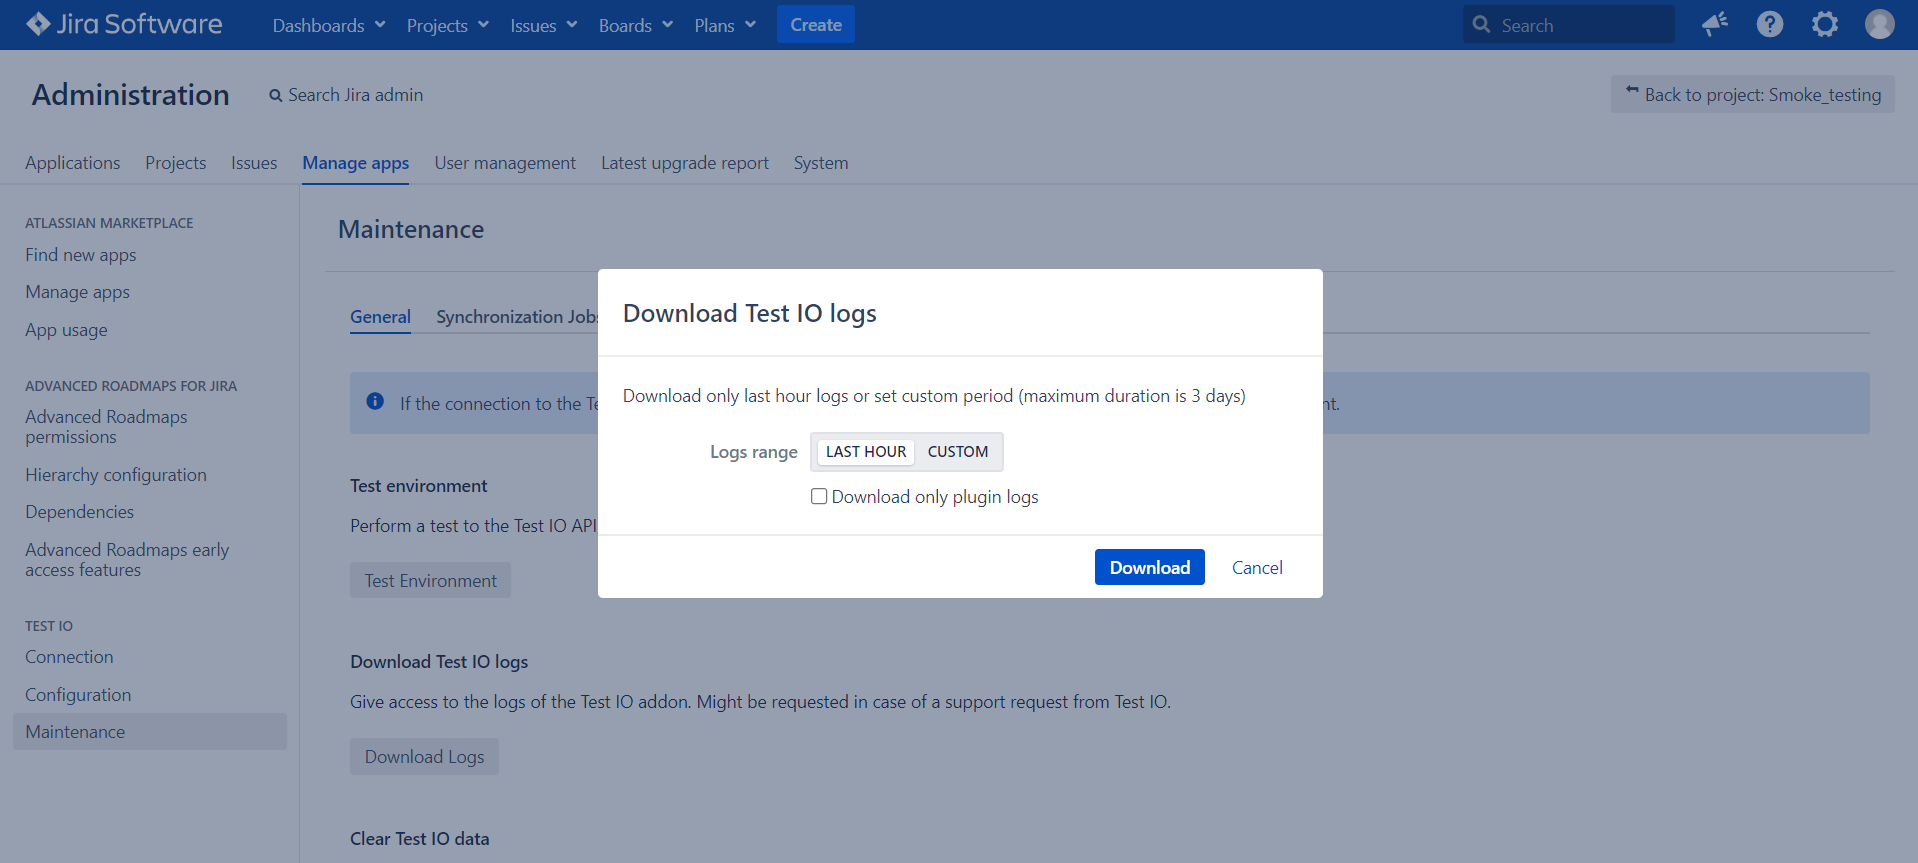 Jira Software
Dashboards Projects Issues Boards Plans Create Search
Administration Search Jira admin Back to project: Smoke_testing
Applications Projects Issues Manage apps User management Latest upgrade report System
ATLASSIAN MARKETPLACE
Find new apps
Manage apps
App usage
ADVANCED ROADMAPS FOR JIRA
Advanced Roadmaps
permissions
Hierarchy configuration
Dependencies
Advanced Roadmaps early
access features
TEST IO
Connection
Configuration
Maintenance
Maintenance
General Synchronization Jobs
If the connection to the
Test environment
Perform a test to the Test IO API
Test Environment
Download Test IO logs
Give access to the logs of the Test IO addon. Might be requested in case of a support request from Test IO.
Download Logs
Clear Test IO data
Download Test IO logs
Download only last hour logs or set custom period (maximum duration is 3 days)
Logs range LAST HOUR CUSTOM
Download only plugin logs
Download Cancel